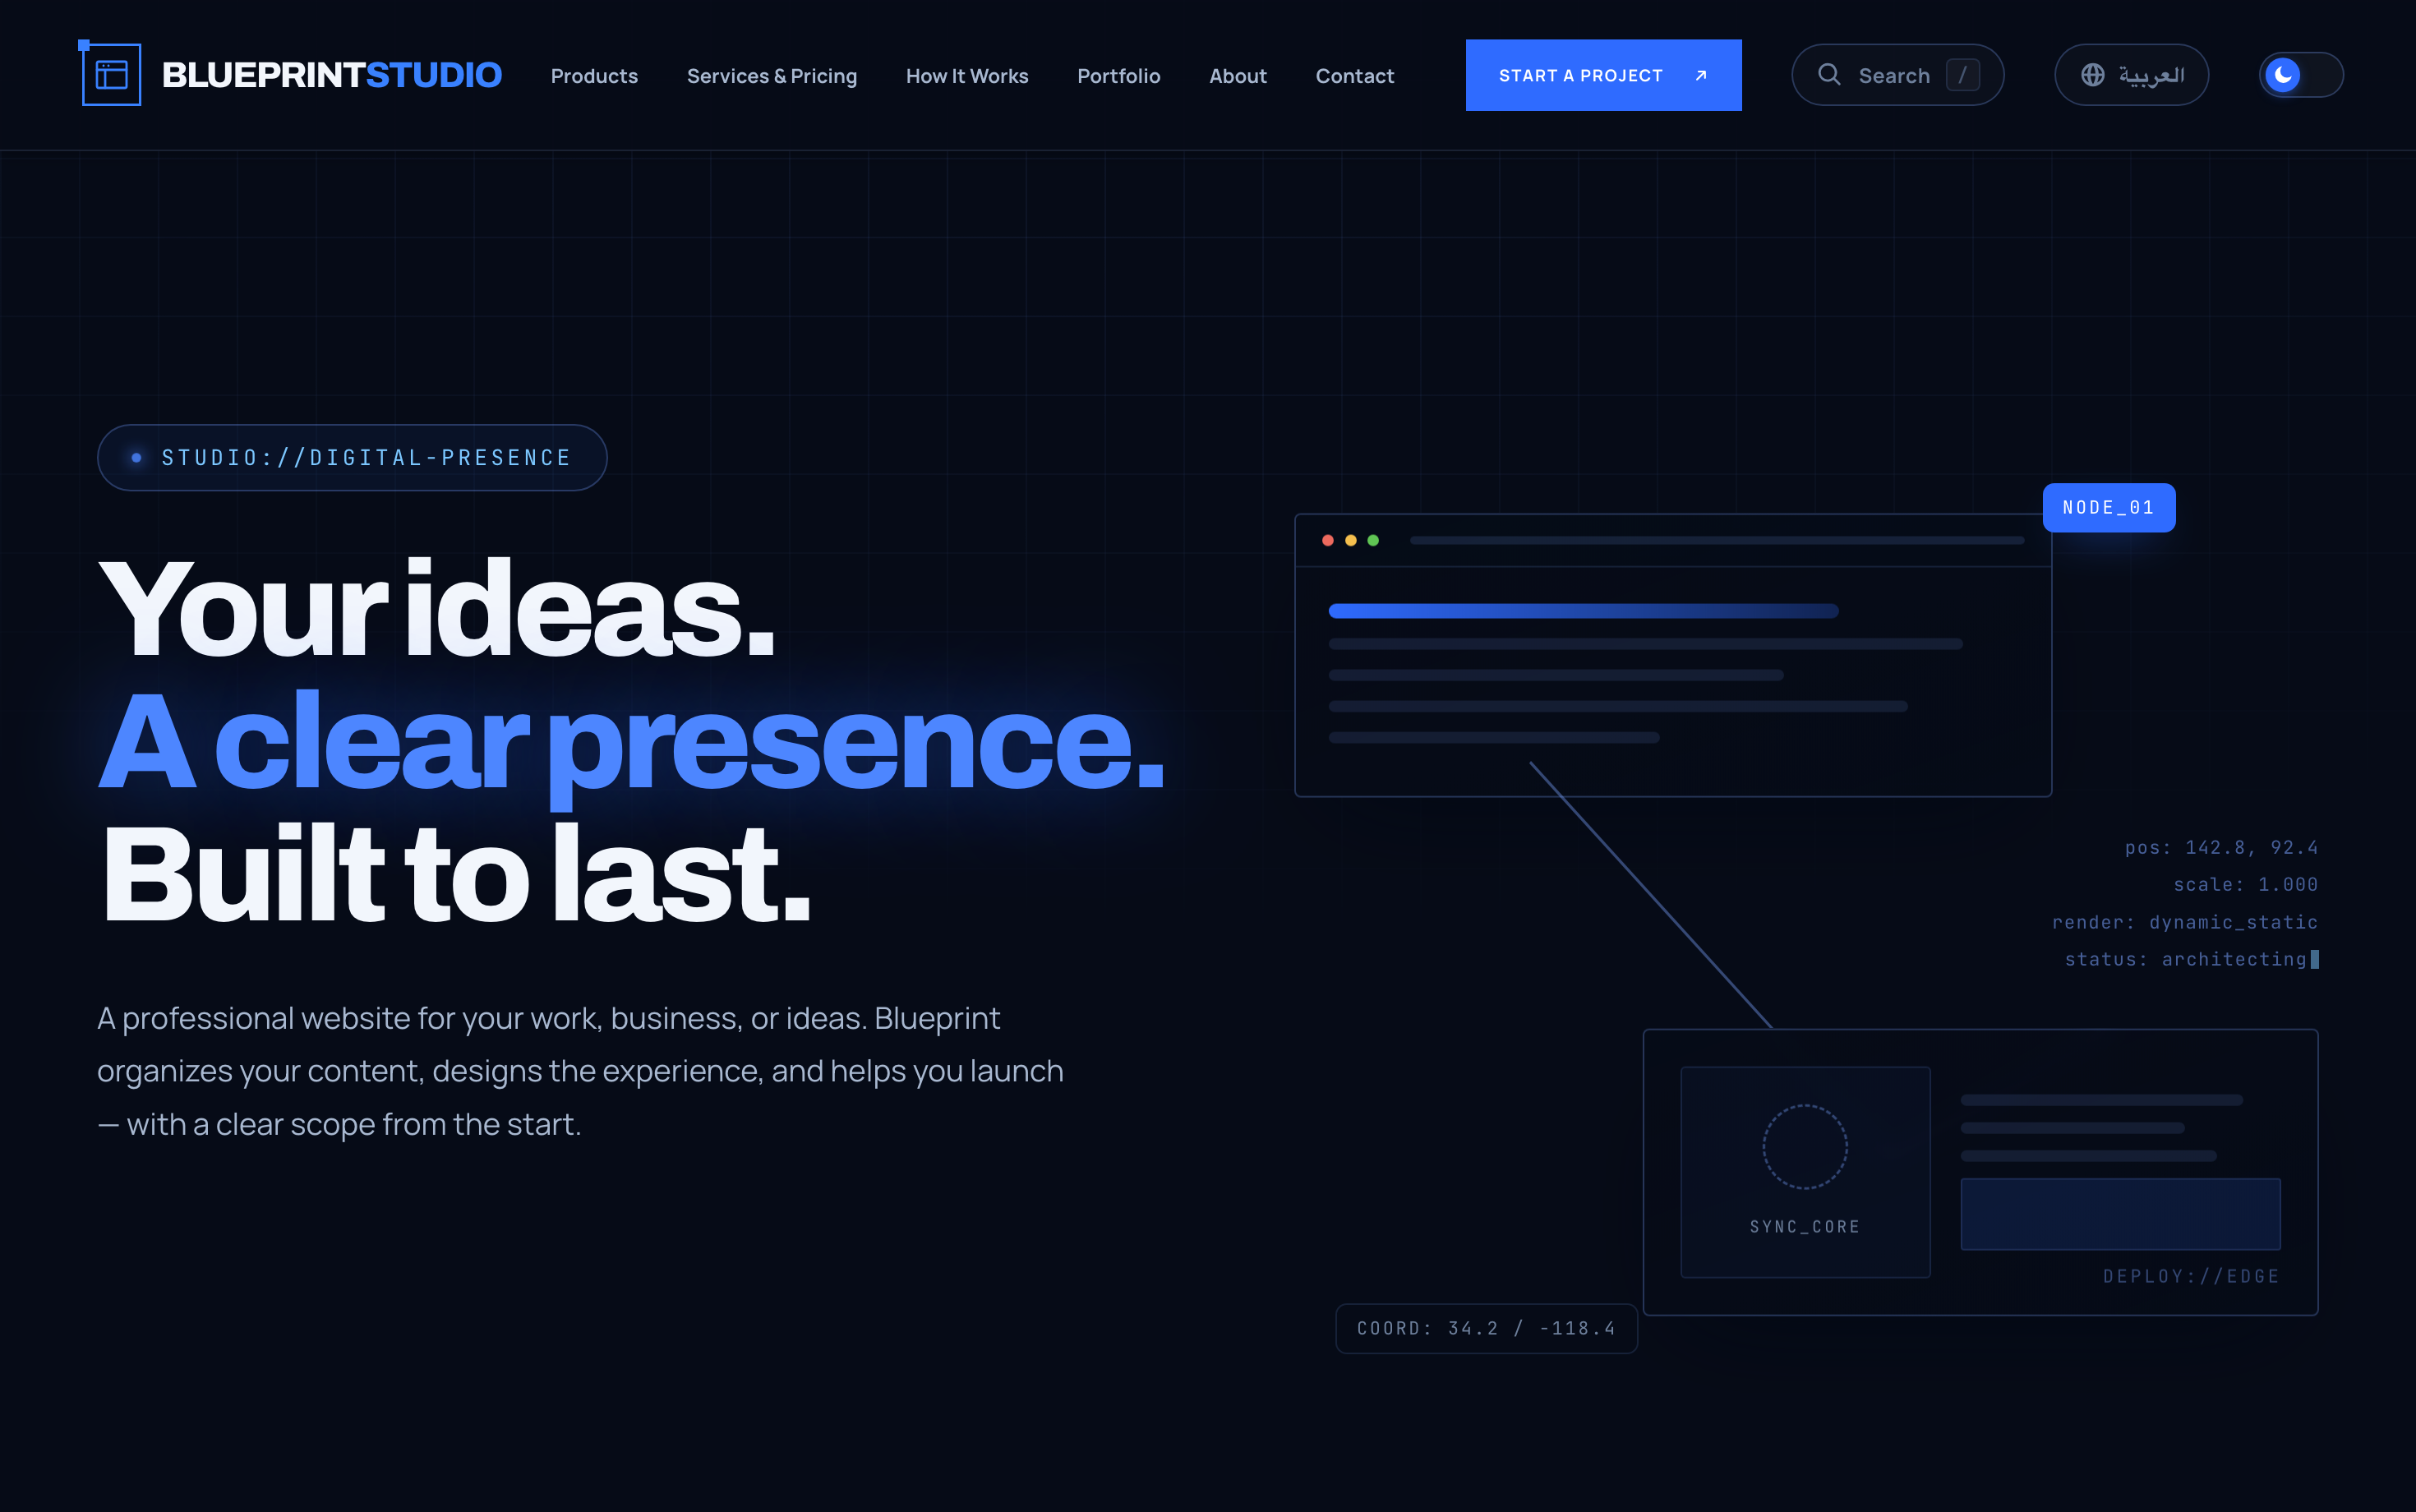 BLUEPRINTSTUDIO
Products
Services & Pricing
How It Works
Portfolio
About
Contact
START A PROJECT
Search /
العربية
STUDIO://DIGITAL-PRESENCE
Your ideas.
A clear presence.
Built to last.
A professional website for your work, business, or ideas. Blueprint
organizes your content, designs the experience, and helps you launch
— with a clear scope from the start.
NODE_01
pos: 142.8, 92.4
scale: 1.000
render: dynamic_static
status: architecting
SYNC_CORE
DEPLOY://EDGE
COORD: 34.2 / -118.4